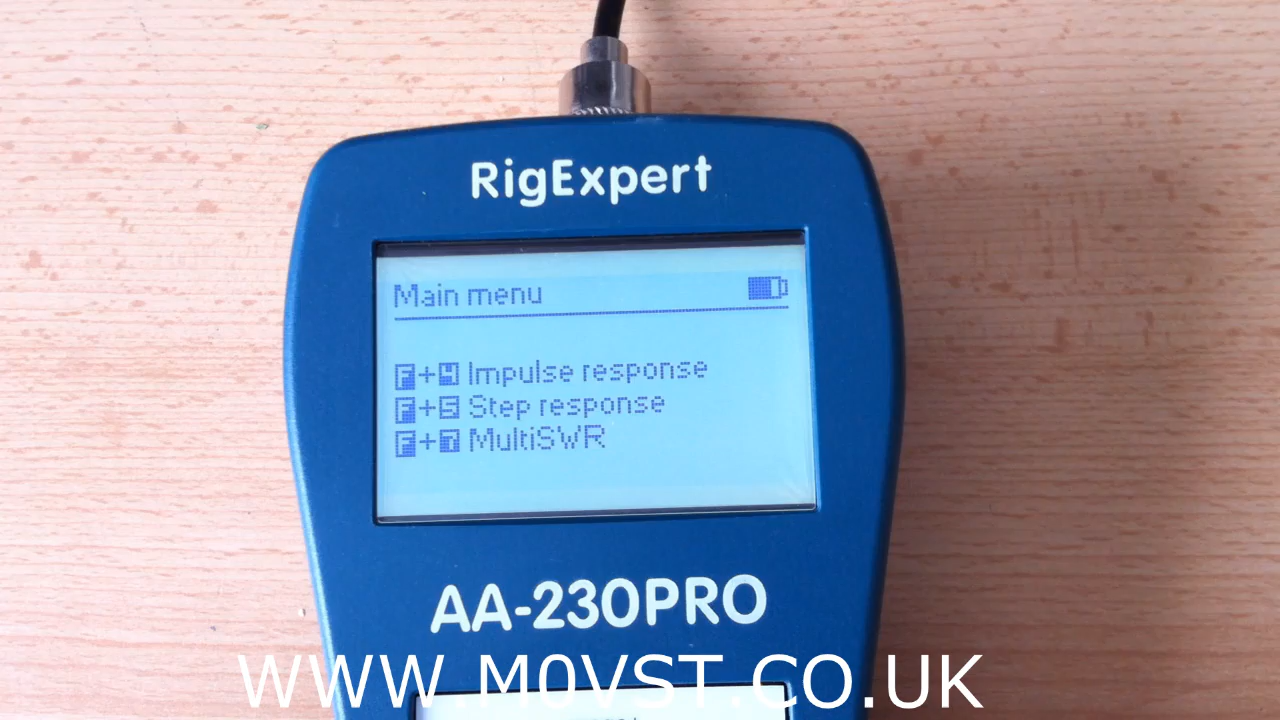 RigExpert
Main menu
F+4 Impulse response
F+5 Step response
F+7 MultiSWR
AA-230PRO
WWW.M0VST.CO.UK